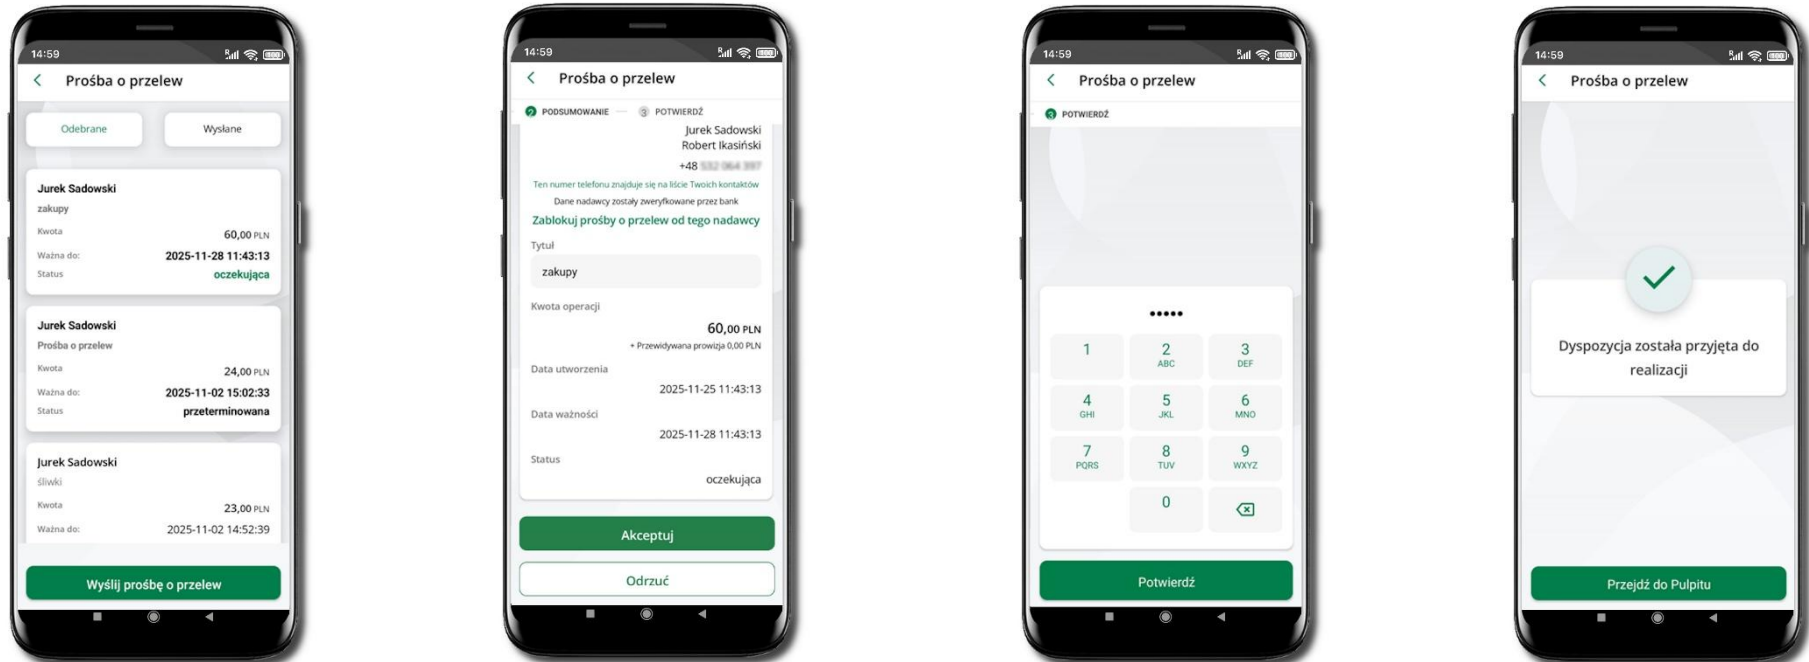 14:59
Prośba o przelew
Odebrane
Wysłane
Jurek Sadowski
zakupy
Kwota
60,00 PLN
Ważna do:
2025-11-28 11:43:13
Status
oczekująca
Jurek Sadowski
Prośba o przelew
Kwota
24,00 PLN
Ważna do:
2025-11-02 15:02:33
Status
przeterminowana
Jurek Sadowski
śliwki
Kwota
23,00 PLN
Ważna do:
2025-11-02 14:52:39
Wyślij prośbę o przelew
14:59
Prośba o przelew
2 PODSUMOWANIE
3 POTWIERDŹ
Jurek Sadowski
Robert Ikasiński
+48
Ten numer telefonu znajduje się na liście Twoich kontaktów
Dane nadawcy zostały zweryfkowane przez bank
Zablokuj prośby o przelew od tego nadawcy
Tytuł
zakupy
Kwota operacji
60,00 PLN
+ Przewidywana prowizja 0,00 PLN
Data utworzenia
2025-11-25 11:43:13
Data ważności
2025-11-28 11:43:13
Status
oczekująca
Akceptuj
Odrzuć
14:59
Prośba o przelew
3 POTWIERDŹ
•••••
1
2
3
ABC
DEF
4
5
6
GHI
JKL
MNO
7
8
9
PQRS
TUV
WXYZ
0
Potwierdź
14:59
Prośba o przelew
Dyspozycja została przyjęta do
realizacji
Przejdź do Pulpitu